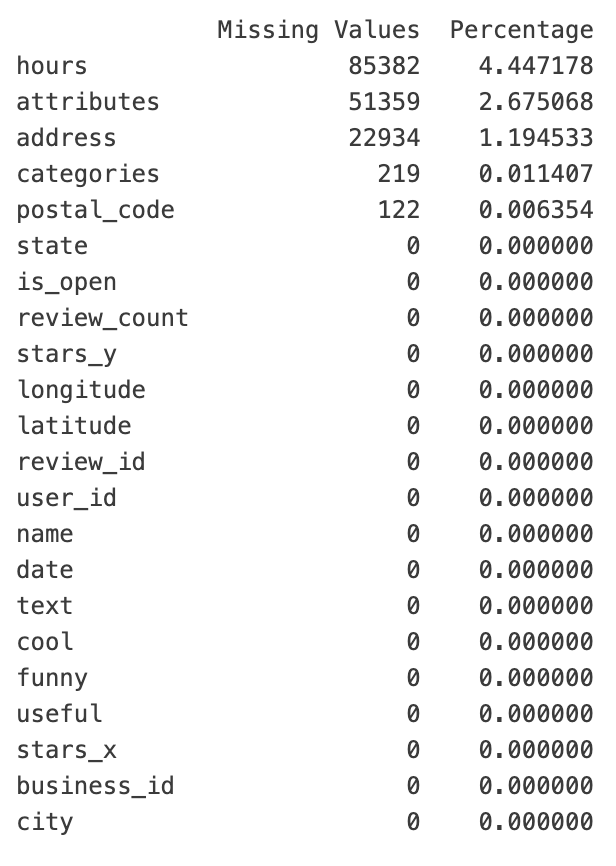 Missing Values Percentage
hours 85382 4.447178
attributes 51359 2.675068
address 22934 1.194533
categories 219 0.011407
postal_code 122 0.006354
state 0 0.000000
is_open 0 0.000000
review_count 0 0.000000
stars_y 0 0.000000
longitude 0 0.000000
latitude 0 0.000000
review_id 0 0.000000
user_id 0 0.000000
name 0 0.000000
date 0 0.000000
text 0 0.000000
cool 0 0.000000
funny 0 0.000000
useful 0 0.000000
stars_x 0 0.000000
business_id 0 0.000000
city 0 0.000000